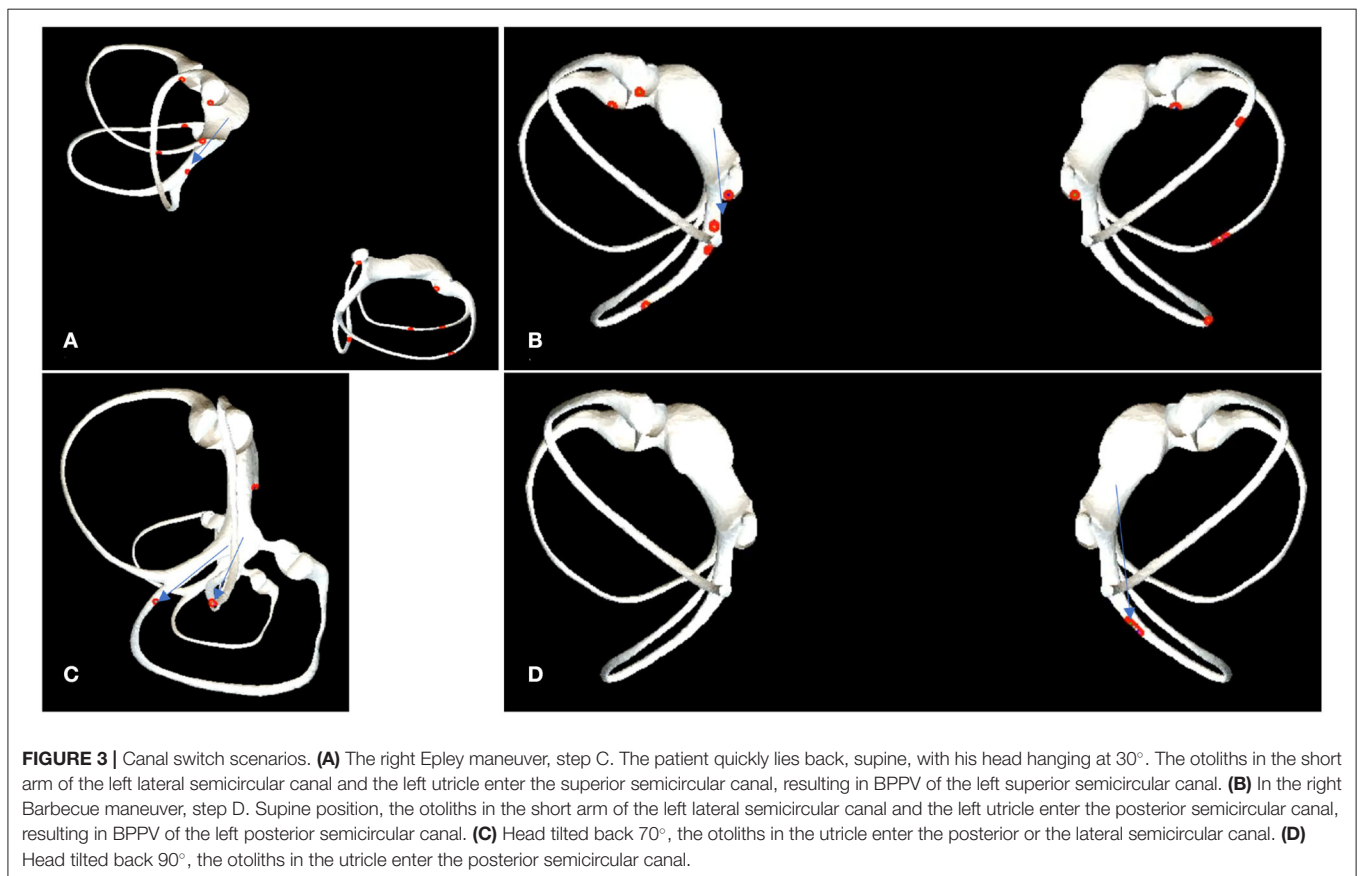 A
B
C
D
FIGURE 3 | Canal switch scenarios. (A) The right Epley maneuver, step C. The patient quickly lies back, supine, with his head hanging at 30°. The otoliths in the short
arm of the left lateral semicircular canal and the left utricle enter the superior semicircular canal, resulting in BPPV of the left superior semicircular canal. (B) In the right
Barbecue maneuver, step D. Supine position, the otoliths in the short arm of the left lateral semicircular canal and the left utricle enter the posterior semicircular canal,
resulting in BPPV of the left posterior semicircular canal. (C) Head tilted back 70°, the otoliths in the utricle enter the posterior or the lateral semicircular canal. (D)
Head tilted back 90°, the otoliths in the utricle enter the posterior semicircular canal.